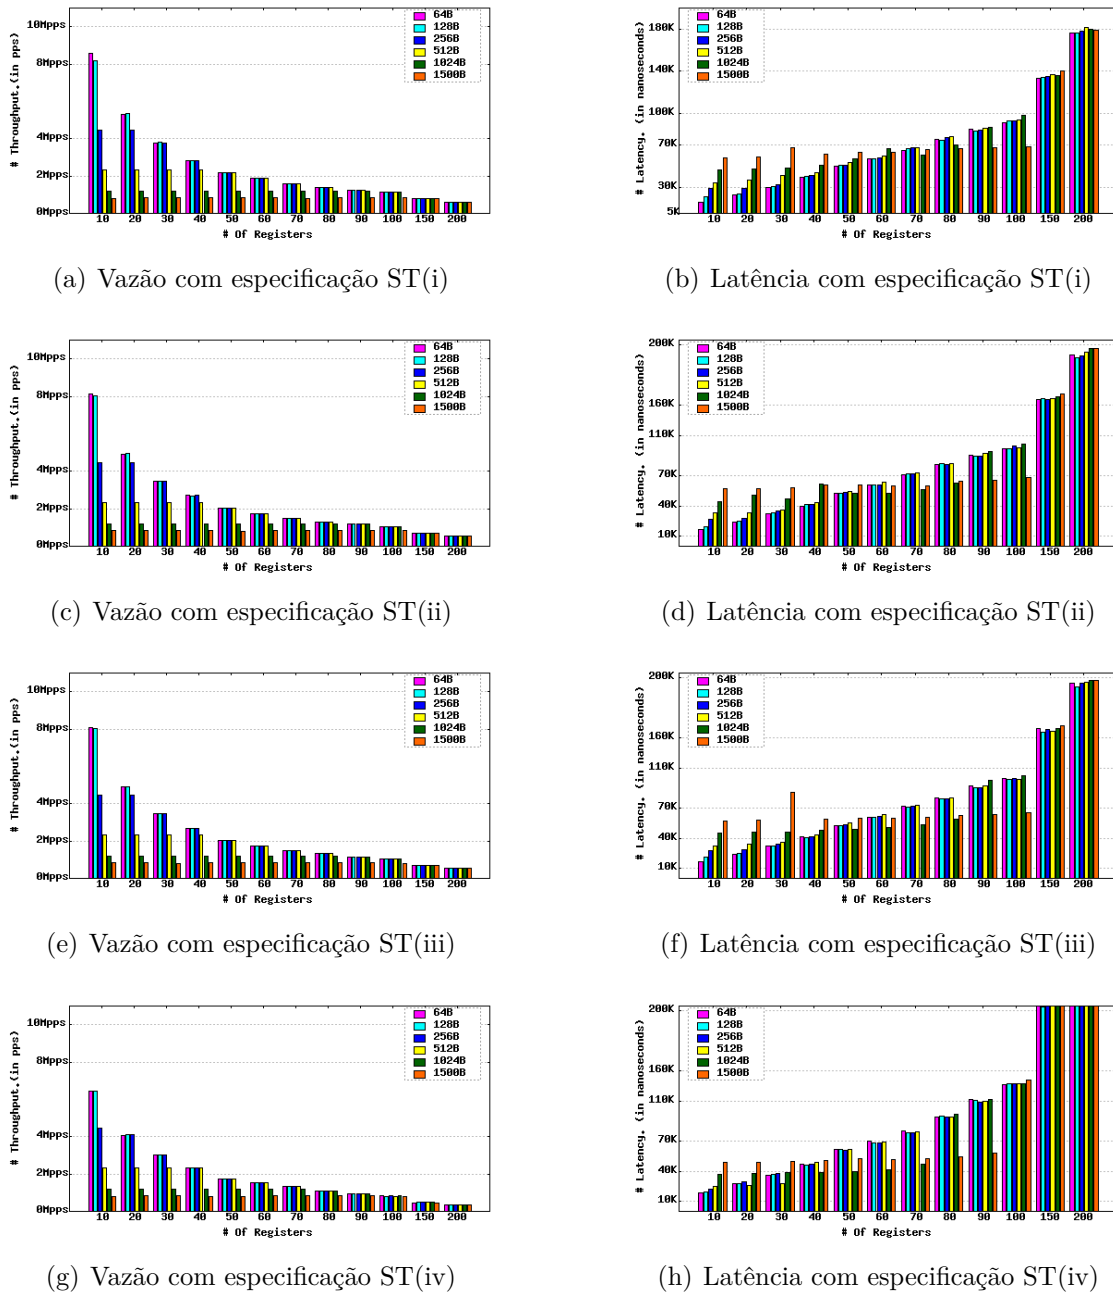 10Mpps
8Mpps
4Mpps
2Mpps
0Mpps
# Throughput.(in pps)
64B
128B
256B
512B
1024B
1500B
10 20 30 40 50 60 70 80 90 100 150 200
# Of Registers
(a) Vazão com especificação ST(i)
180K
140K
100K
70K
30K
5K
# Latency. (in nanoseconds)
64B
128B
256B
512B
1024B
1500B
10 20 30 40 50 60 70 80 90 100 150 200
# Of Registers
(b) Latência com especificação ST(i)
10Mpps
8Mpps
4Mpps
2Mpps
0Mpps
# Throughput.(in pps)
64B
128B
256B
512B
1024B
1500B
10 20 30 40 50 60 70 80 90 100 150 200
# Of Registers
(c) Vazão com especificação ST(ii)
200K
160K
110K
70K
40K
10K
# Latency. (in nanoseconds)
64B
128B
256B
512B
1024B
1500B
10 20 30 40 50 60 70 80 90 100 150 200
# Of Registers
(d) Latência com especificação ST(ii)
10Mpps
8Mpps
4Mpps
2Mpps
0Mpps
# Throughput.(in pps)
64B
128B
256B
512B
1024B
1500B
10 20 30 40 50 60 70 80 90 100 150 200
# Of Registers
(e) Vazão com especificação ST(iii)
200K
160K
110K
70K
40K
10K
# Latency. (in nanoseconds)
64B
128B
256B
512B
1024B
1500B
10 20 30 40 50 60 70 80 90 100 150 200
# Of Registers
(f) Latência com especificação ST(iii)
10Mpps
8Mpps
4Mpps
2Mpps
0Mpps
# Throughput.(in pps)
64B
128B
256B
512B
1024B
1500B
10 20 30 40 50 60 70 80 90 100 150 200
# Of Registers
(g) Vazão com especificação ST(iv)
200K
160K
110K
70K
40K
10K
# Latency. (in nanoseconds)
64B
128B
256B
512B
1024B
1500B
10 20 30 40 50 60 70 80 90 100 150 200
# Of Registers
(h) Latência com especificação ST(iv)